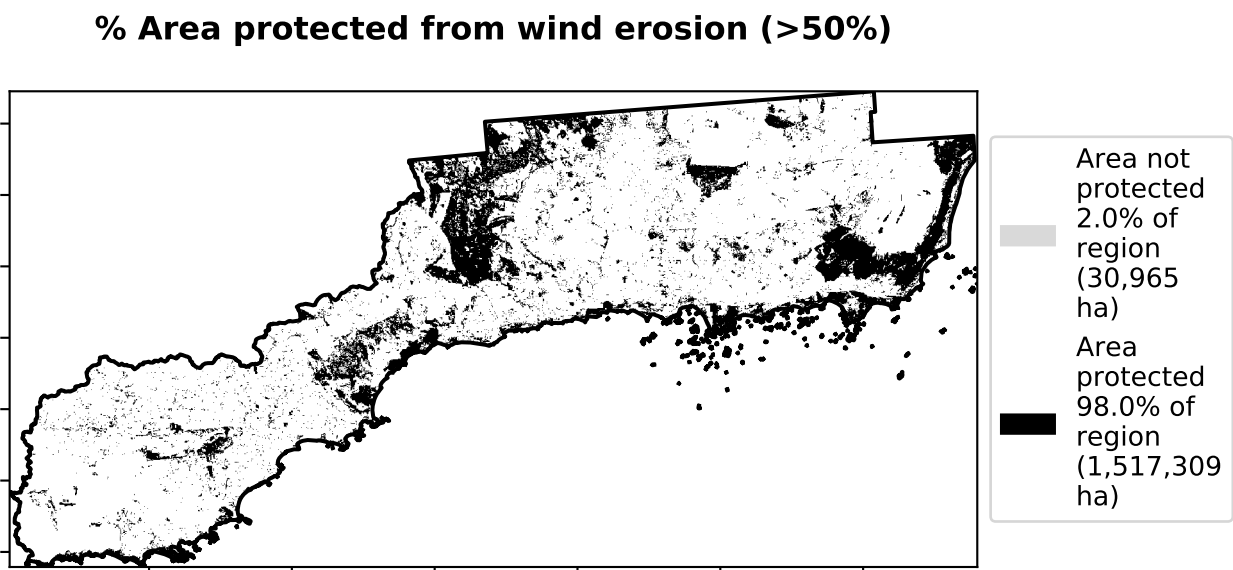 % Area protected from wind erosion (>50%)
Area not
protected
2.0% of
region
(30,965
ha)
Area
protected
98.0% of
region
(1,517,309
ha)